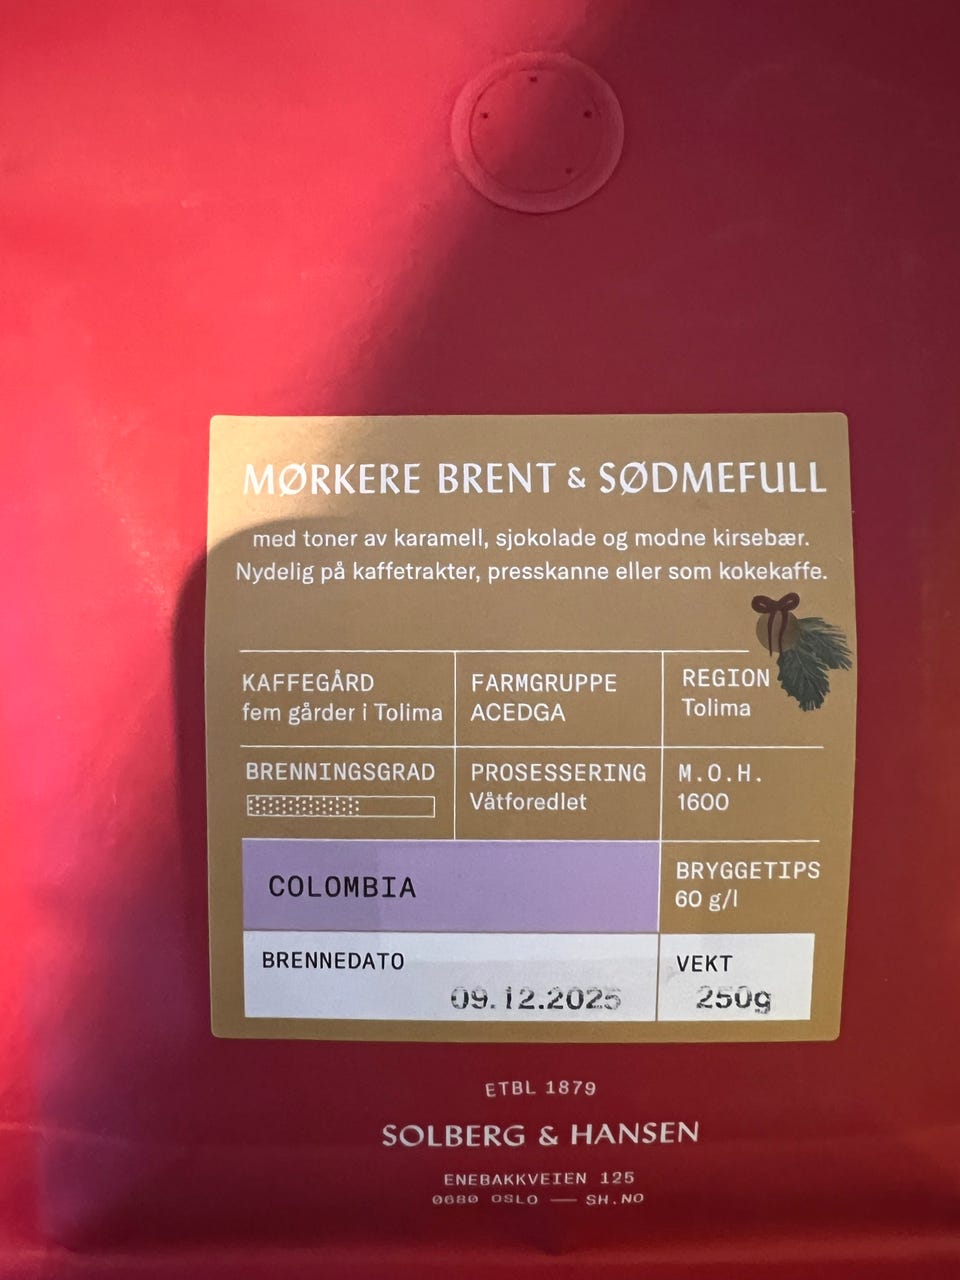 MØRKERE BRENT & SØDMEFULL
med toner av karamell, sjokolade og modne kirsebær.
Nydelig på kaffetrakter, presskanne eller som kokekaffe.
KAFFEGÅRD
fem gårder i Tolima
FARMGRUPPE
ACEDGA
REGION
Tolima
BRENNINGSGRAD
PROSESSERING
Våtforedlet
M.O.H.
1600
COLOMBIA
BRYGGETIPS
60 g/l
BRENNEDATO
09.12.2025
VEKT
250g
ETBL 1879
SOLBERG & HANSEN
ENEBAKKVEIEN 125
0680 OSLO — SH.NO